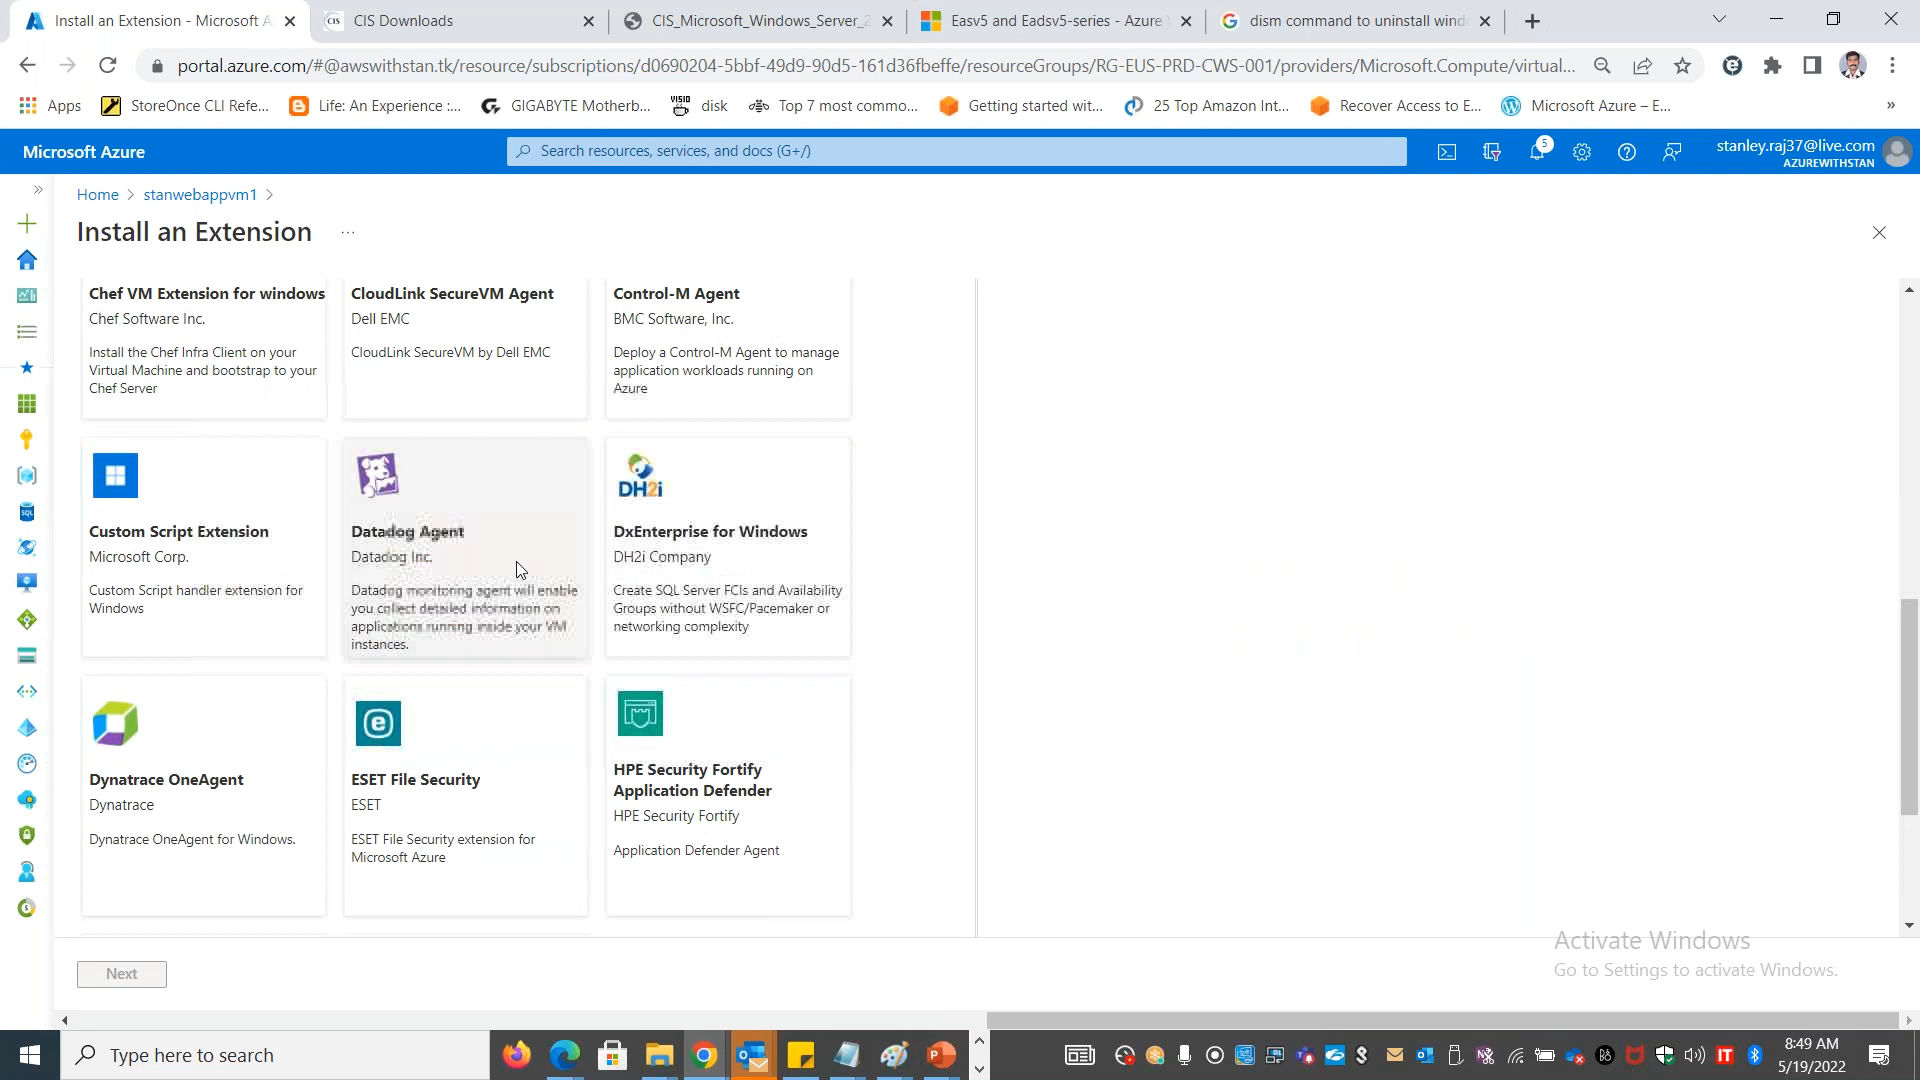 Install an Extension - Microsoft A
CIS Downloads
CIS_Microsoft_Windows_Server_2
Easv5 and Eadsv5-series - Azure
dism command to uninstall wind
portal.azure.com/#@awswithstan.tk/resource/subscriptions/d0690204-5bbf-49d9-90d5-161d36fbeffe/resourceGroups/RG-EUS-PRD-CWS-001/providers/Microsoft.Compute/virtual...
Apps
StoreOnce CLI Refe...
Life: An Experience :...
GIGABYTE Motherb...
disk
Top 7 most commo...
Getting started wit...
25 Top Amazon Int...
Recover Access to E...
Microsoft Azure – E...
Microsoft Azure
Search resources, services, and docs (G+/)
5
stanley.raj37@live.com
AZUREWITHSTAN
Home > stanwebappvm1 >
Install an Extension ...
Chef VM Extension for windows
Chef Software Inc.
Install the Chef Infra Client on your
Virtual Machine and bootstrap to your
Chef Server
CloudLink SecureVM Agent
Dell EMC
CloudLink SecureVM by Dell EMC
Control-M Agent
BMC Software, Inc.
Deploy a Control-M Agent to manage
application workloads running on
Azure
Custom Script Extension
Microsoft Corp.
Custom Script handler extension for
Windows
Datadog Agent
Datadog Inc.
Datadog monitoring agent will enable
you collect detailed information on
applications running inside your VM
instances.
DH2i
DxEnterprise for Windows
DH2i Company
Create SQL Server FCIs and Availability
Groups without WSFC/Pacemaker or
networking complexity
Dynatrace OneAgent
Dynatrace
Dynatrace OneAgent for Windows.
ESET File Security
ESET
ESET File Security extension for
Microsoft Azure
HPE Security Fortify
Application Defender
HPE Security Fortify
Application Defender Agent
Next
Activate Windows
Go to Settings to activate Windows.
Type here to search
8:49 AM
5/19/2022